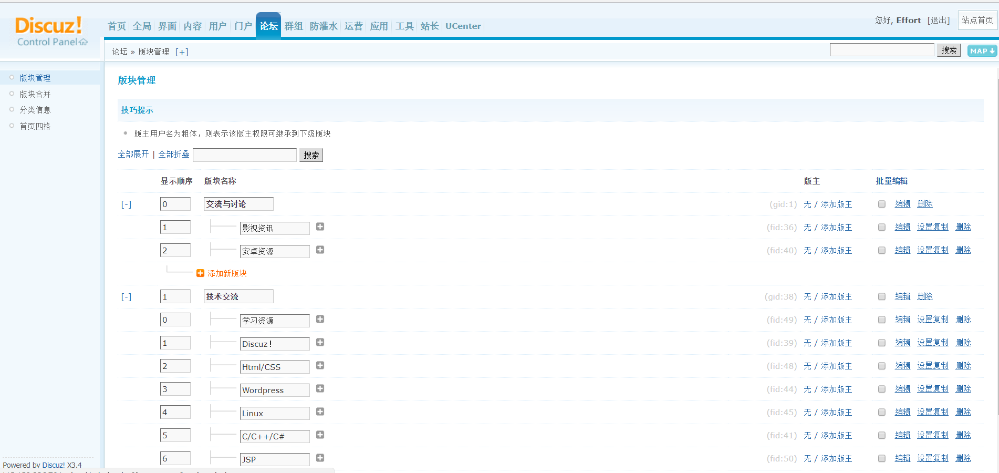 Discuz!
Control Panel
首页 全局 界面 内容 用户 门户 论坛 群组 防灌水 运营 应用 工具 站长 UCenter
您好, Effort [退出] 站点首页
论坛 » 版块管理 [+]
搜索 MAP
版块管理
版块合并
分类信息
首页四格
版块管理
技巧提示
版主用户名为粗体，则表示该版主权限可继承到下级版块
全部展开 | 全部折叠 搜索
显示顺序 版块名称 版主 批量编辑
[-] 0 交流与讨论 (gid:1) 无 / 添加版主 编辑 删除
1 影视资讯 (fid:36) 无 / 添加版主 编辑 设置复制 删除
2 安卓资源 (fid:40) 无 / 添加版主 编辑 设置复制 删除
添加新版块
[-] 1 技术交流 (gid:38) 无 / 添加版主 编辑 删除
0 学习资源 (fid:49) 无 / 添加版主 编辑 设置复制 删除
1 Discuz! (fid:39) 无 / 添加版主 编辑 设置复制 删除
2 Html/CSS (fid:48) 无 / 添加版主 编辑 设置复制 删除
3 Wordpress (fid:44) 无 / 添加版主 编辑 设置复制 删除
4 Linux (fid:45) 无 / 添加版主 编辑 设置复制 删除
5 C/C++/C# (fid:41) 无 / 添加版主 编辑 设置复制 删除
6 JSP (fid:50) 无 / 添加版主 编辑 设置复制 删除
Powered by Discuz! X3.4